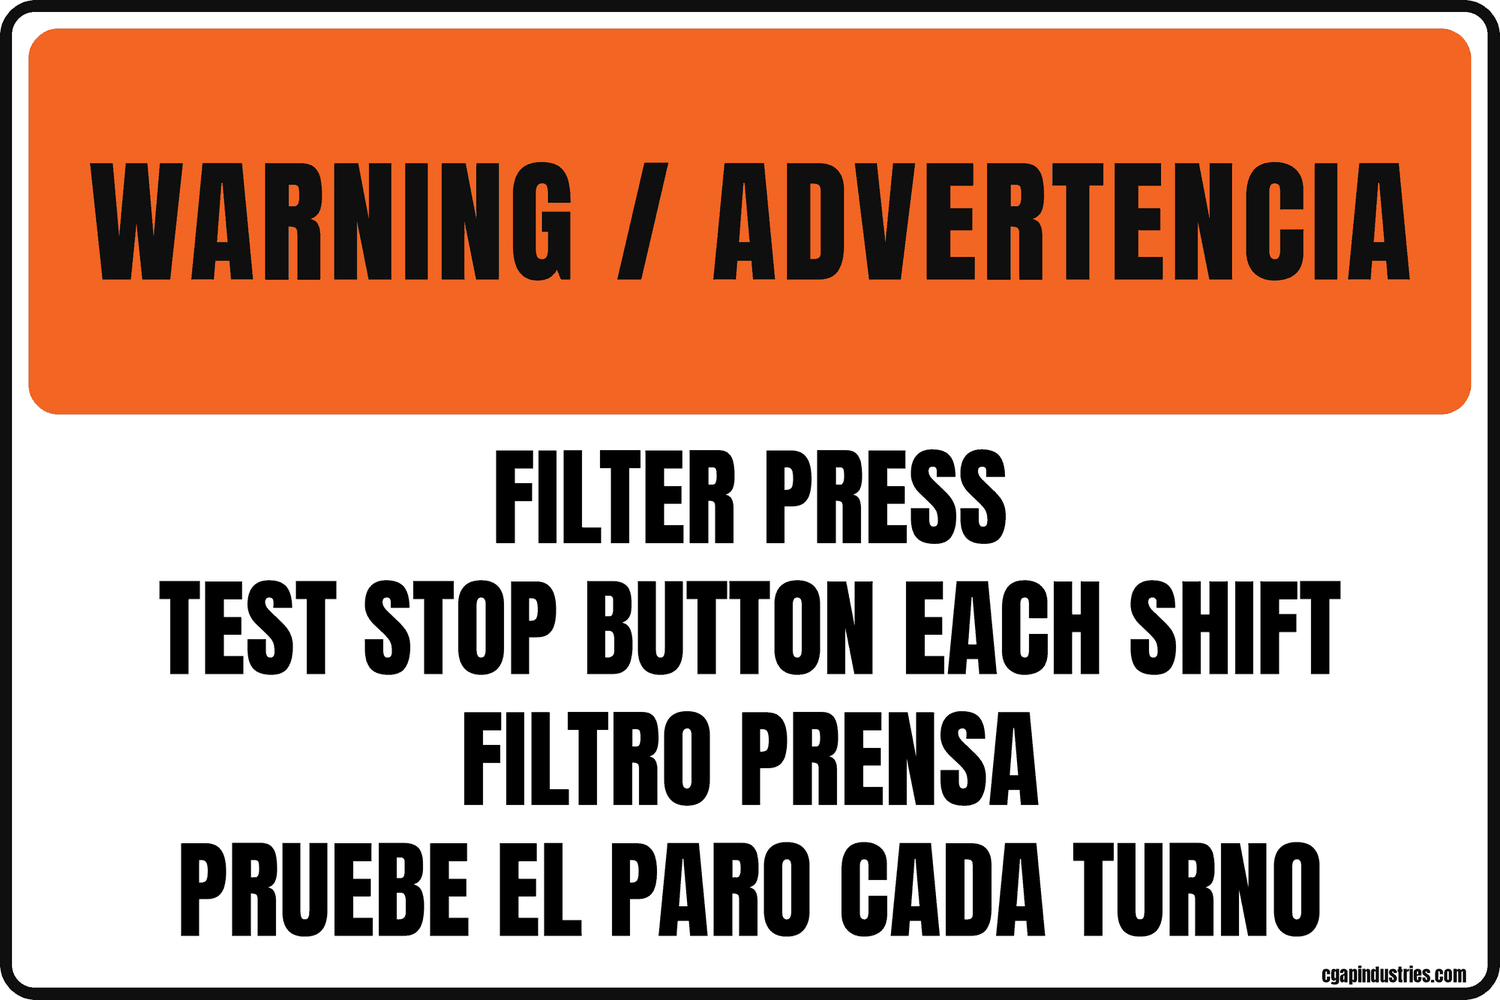 WARNING / ADVERTENCIA
FILTER PRESS
TEST STOP BUTTON EACH SHIFT
FILTRO PRENSA
PRUEBE EL PARO CADA TURNO
cgapindustries.com